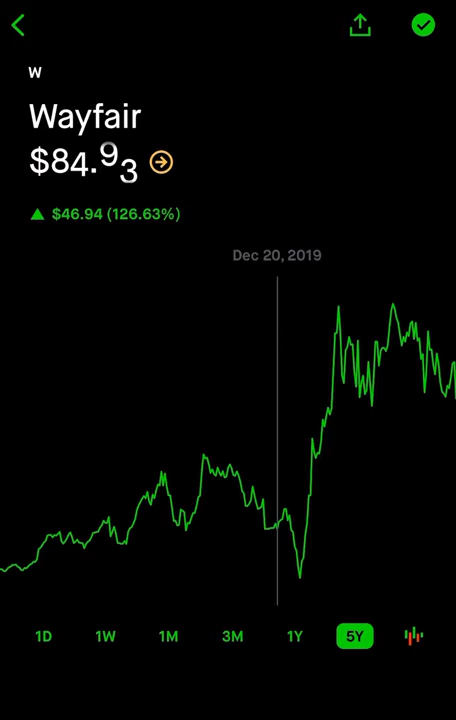 W
Wayfair
$84.93
$46.94 (126.63%)
Dec 20, 2019
1D 1W 1M 3M 1Y 5Y